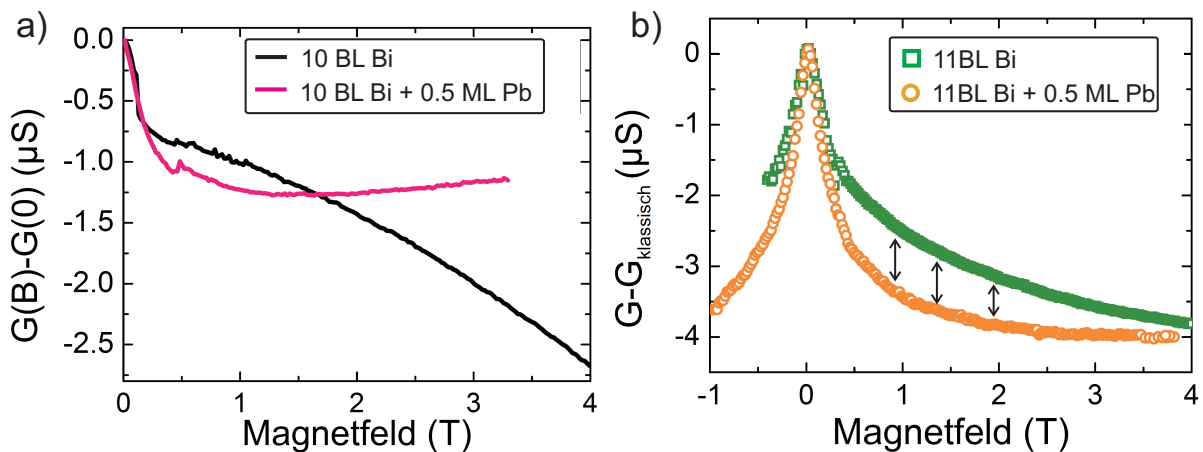 a)
10 BL Bi
10 BL Bi + 0.5 ML Pb
G(B)-G(0) (µS)
0.0
-0.5
-1.0
-1.5
-2.0
-2.5
0
1
2
3
4
Magnetfeld (T)
b)
11BL Bi
11BL Bi + 0.5 ML Pb
G-Gklassisch (µS)
0
-1
-2
-3
-4
-1
0
1
2
3
4
Magnetfeld (T)